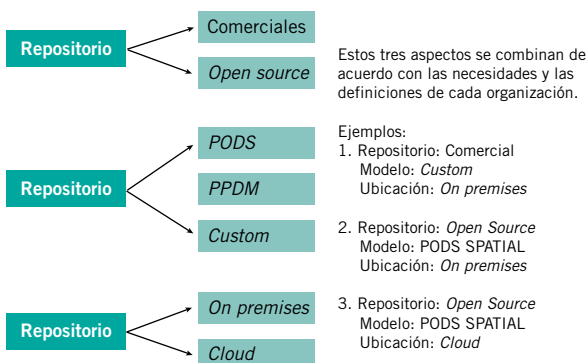 Repositorio
Comerciales
Open source
Estos tres aspectos se combinan de
acuerdo con las necesidades y las
definiciones de cada organización.
Repositorio
PODS
PPDM
Custom
Ejemplos:
1. Repositorio: Comercial
Modelo: Custom
Ubicación: On premises
2. Repositorio: Open Source
Modelo: PODS SPATIAL
Ubicación: On premises
Repositorio
On premises
Cloud
3. Repositorio: Open Source
Modelo: PODS SPATIAL
Ubicación: Cloud